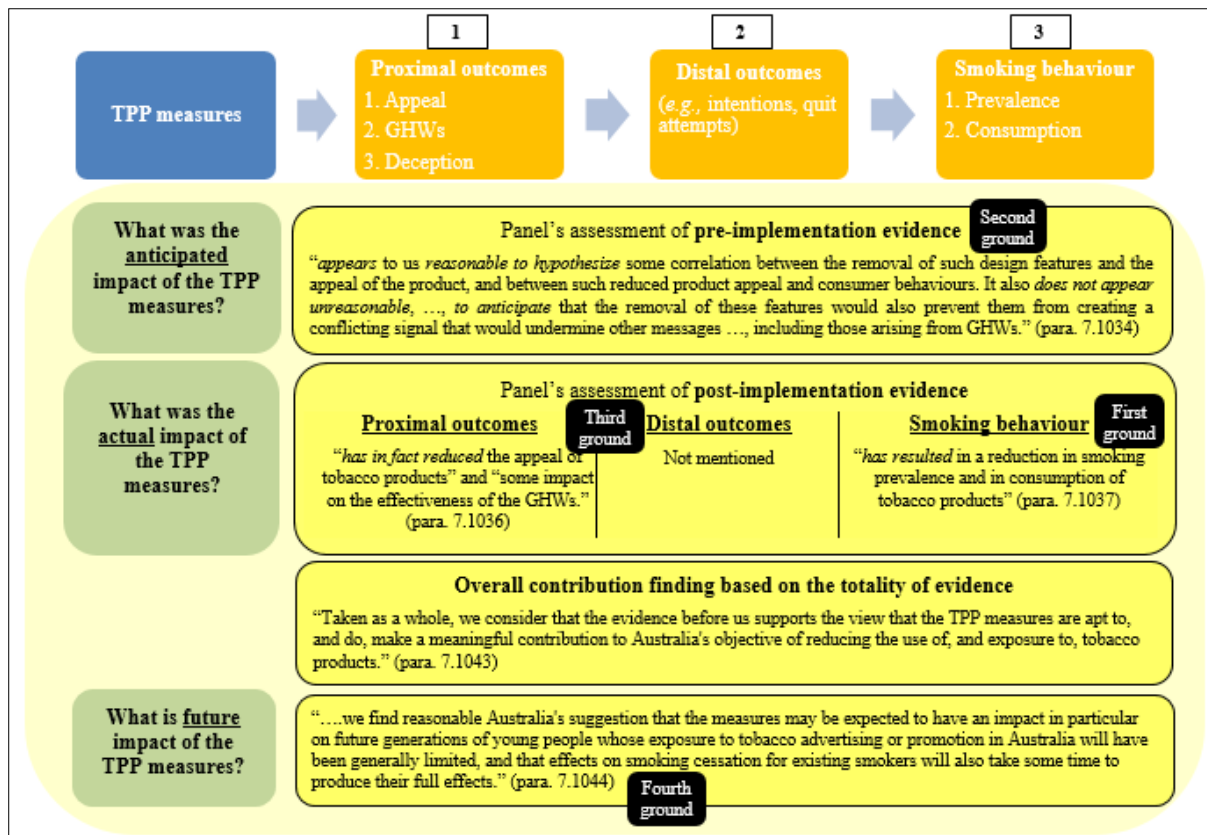 1
2
3
TPP measures
Proximal outcomes
1. Appeal
2. GHWs
3. Deception
Distal outcomes
(e.g., intentions, quit
attempts)
Smoking behaviour
1. Prevalence
2. Consumption
What was the
anticipated
impact of the TPP
measures?
Panel's assessment of pre-implementation evidence
Second
ground
“appears to us reasonable to hypothesize some correlation between the removal of such design features and the
appeal of the product, and between such reduced product appeal and consumer behaviours. It also does not appear
unreasonable, …, to anticipate that the removal of these features would also prevent them from creating a
conflicting signal that would undermine other messages …, including those arising from GHWs.” (para. 7.1034)
What was the
actual impact of
the TPP
measures?
Panel's assessment of post-implementation evidence
Proximal outcomes
Third
ground
“has in fact reduced the appeal of
tobacco products” and “some impact
on the effectiveness of the GHWs.”
(para. 7.1036)
Distal outcomes
Not mentioned
Smoking behaviour
First
ground
“has resulted in a reduction in smoking
prevalence and in consumption of
tobacco products” (para. 7.1037)
Overall contribution finding based on the totality of evidence
“Taken as a whole, we consider that the evidence before us supports the view that the TPP measures are apt to,
and do, make a meaningful contribution to Australia's objective of reducing the use of, and exposure to, tobacco
products.” (para. 7.1043)
What is future
impact of the
TPP measures?
“….we find reasonable Australia's suggestion that the measures may be expected to have an impact in particular
on future generations of young people whose exposure to tobacco advertising or promotion in Australia will have
been generally limited, and that effects on smoking cessation for existing smokers will also take some time to
produce their full effects.” (para. 7.1044)
Fourth
ground